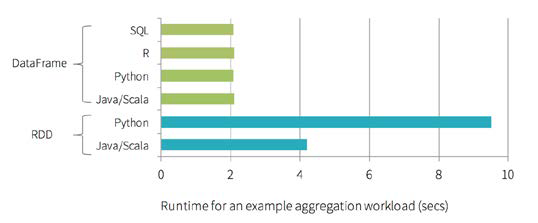 SQL
R
DataFrame
Python
Java/Scala
Python
RDD
Java/Scala
0 2 4 6 8 10
Runtime for an example aggregation workload (secs)